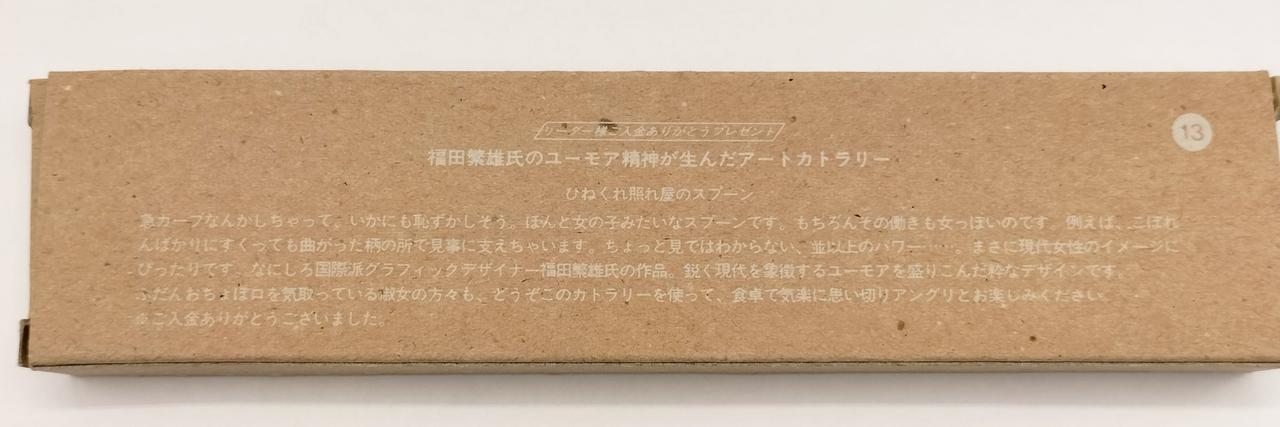 リーダー様ご入金ありがとうプレゼント
13
福田繁雄氏のユーモア精神が生んだアートカトラリー
ひねくれ照れ屋のスプーン
急カーブなんかしちゃって。いかにも恥ずかしそう。ほんと女の子みたいなスプーンです。もちろんその働きも女っぽいのです。例えば、こぼれ
んばかりにすくっても曲がった柄の所で見事に支えちゃいます。ちょっと見ではわからない、並以上のパワー……。まさに現代女性のイメージに
ぴったりです。なにしろ国際派グラフィックデザイナー福田繁雄氏の作品。鋭く現代を象徴するユーモアを盛りこんだ粋なデザインです。
ふだんおちょぼ口を気取っている淑女の方々も、どうぞこのカトラリーを使って、食卓で気楽に思い切りアングリとお楽しみください。
※ご入金ありがとうございました。